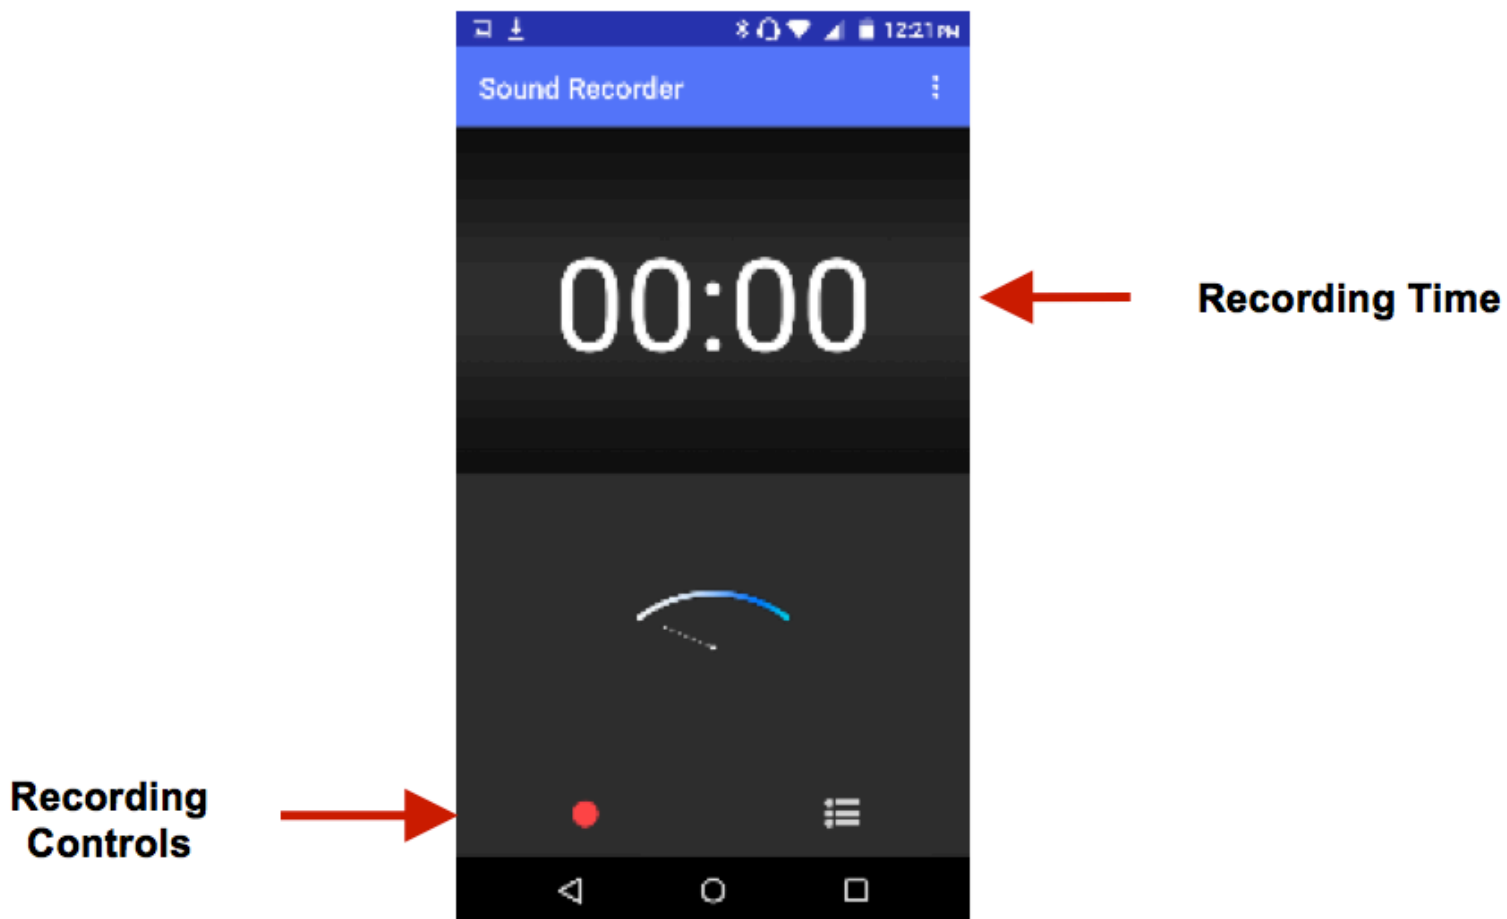 12:21 PM
Sound Recorder
00:00
Recording Time
Recording
Controls